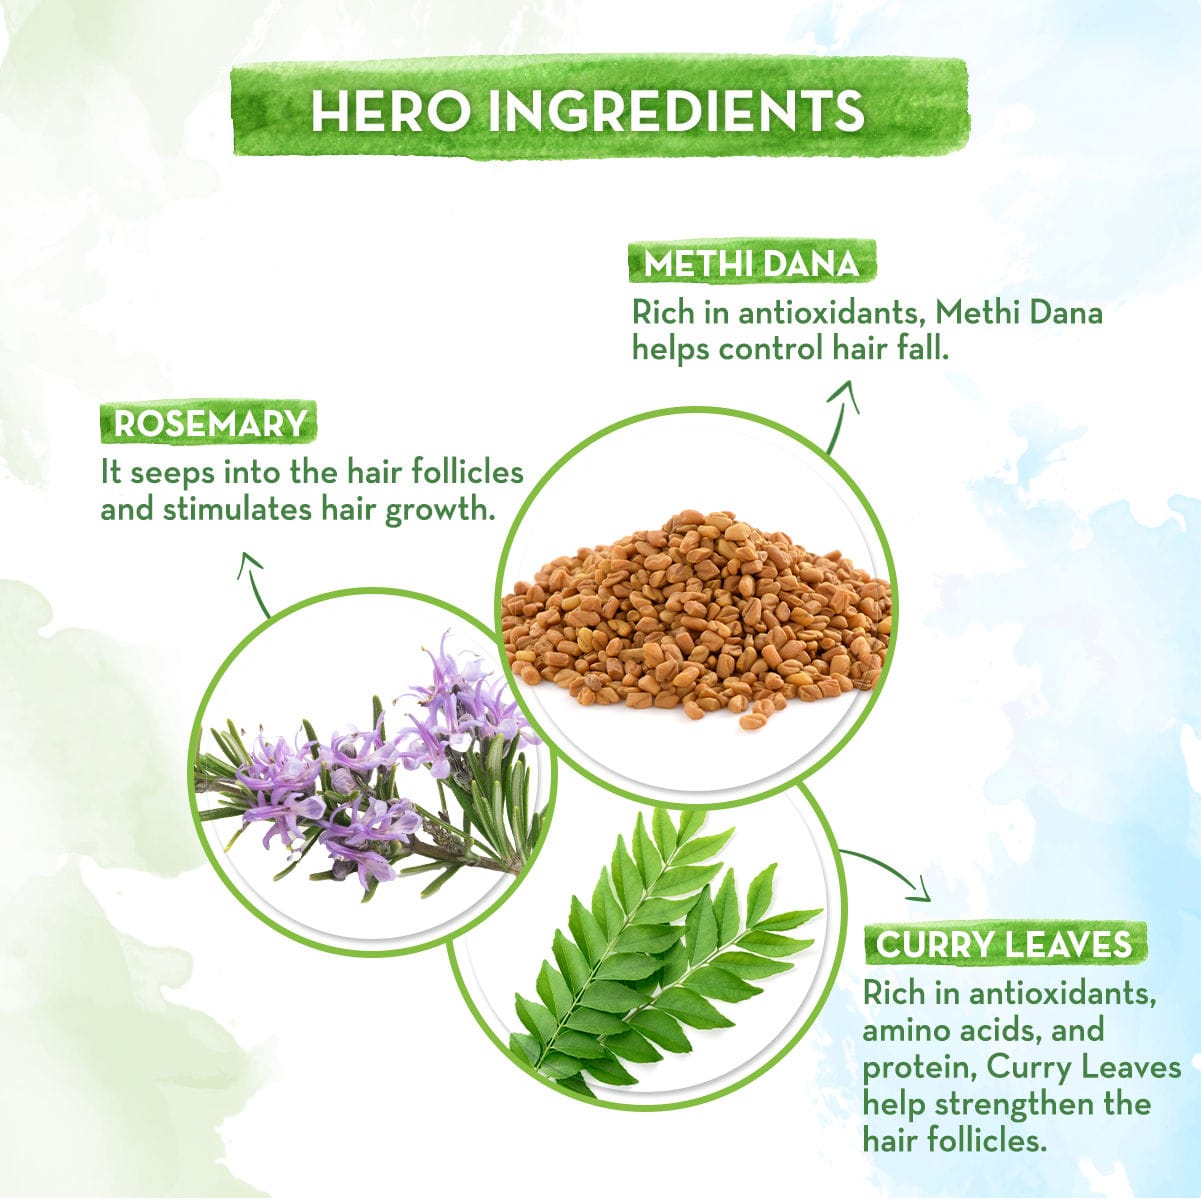 HERO INGREDIENTS
METHI DANA
Rich in antioxidants, Methi Dana
helps control hair fall.
ROSEMARY
It seeps into the hair follicles
and stimulates hair growth.
CURRY LEAVES
Rich in antioxidants,
amino acids, and
protein, Curry Leaves
help strengthen the
hair follicles.